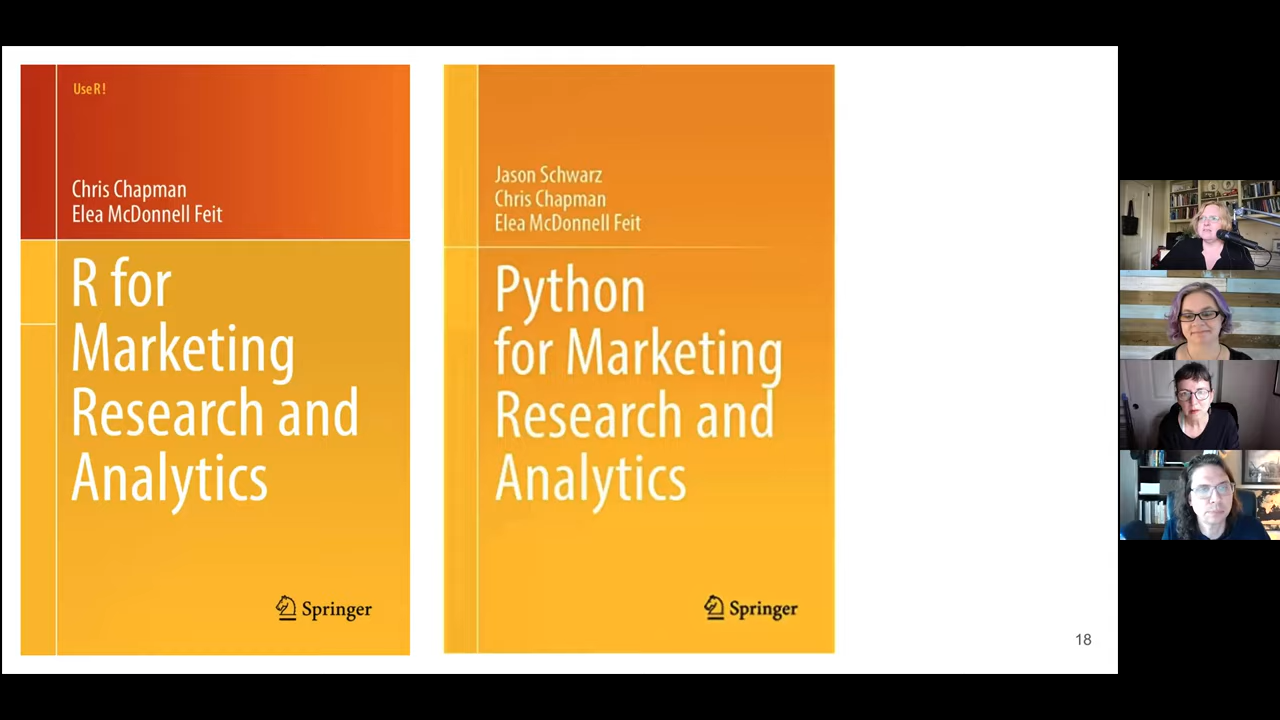 Use R!
Chris Chapman
Elea McDonnell Feit
R for
Marketing
Research and
Analytics
Springer
Jason Schwarz
Chris Chapman
Elea McDonnell Feit
Python
for Marketing
Research and
Analytics
Springer
18